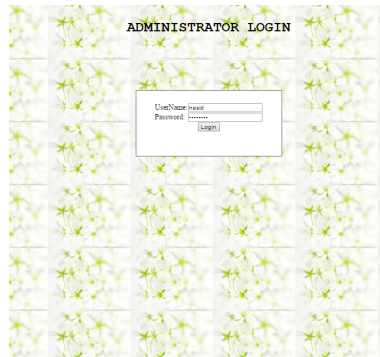 ADMINISTRATOR LOGIN
UserName: nasid
Password: ••••••••
Login